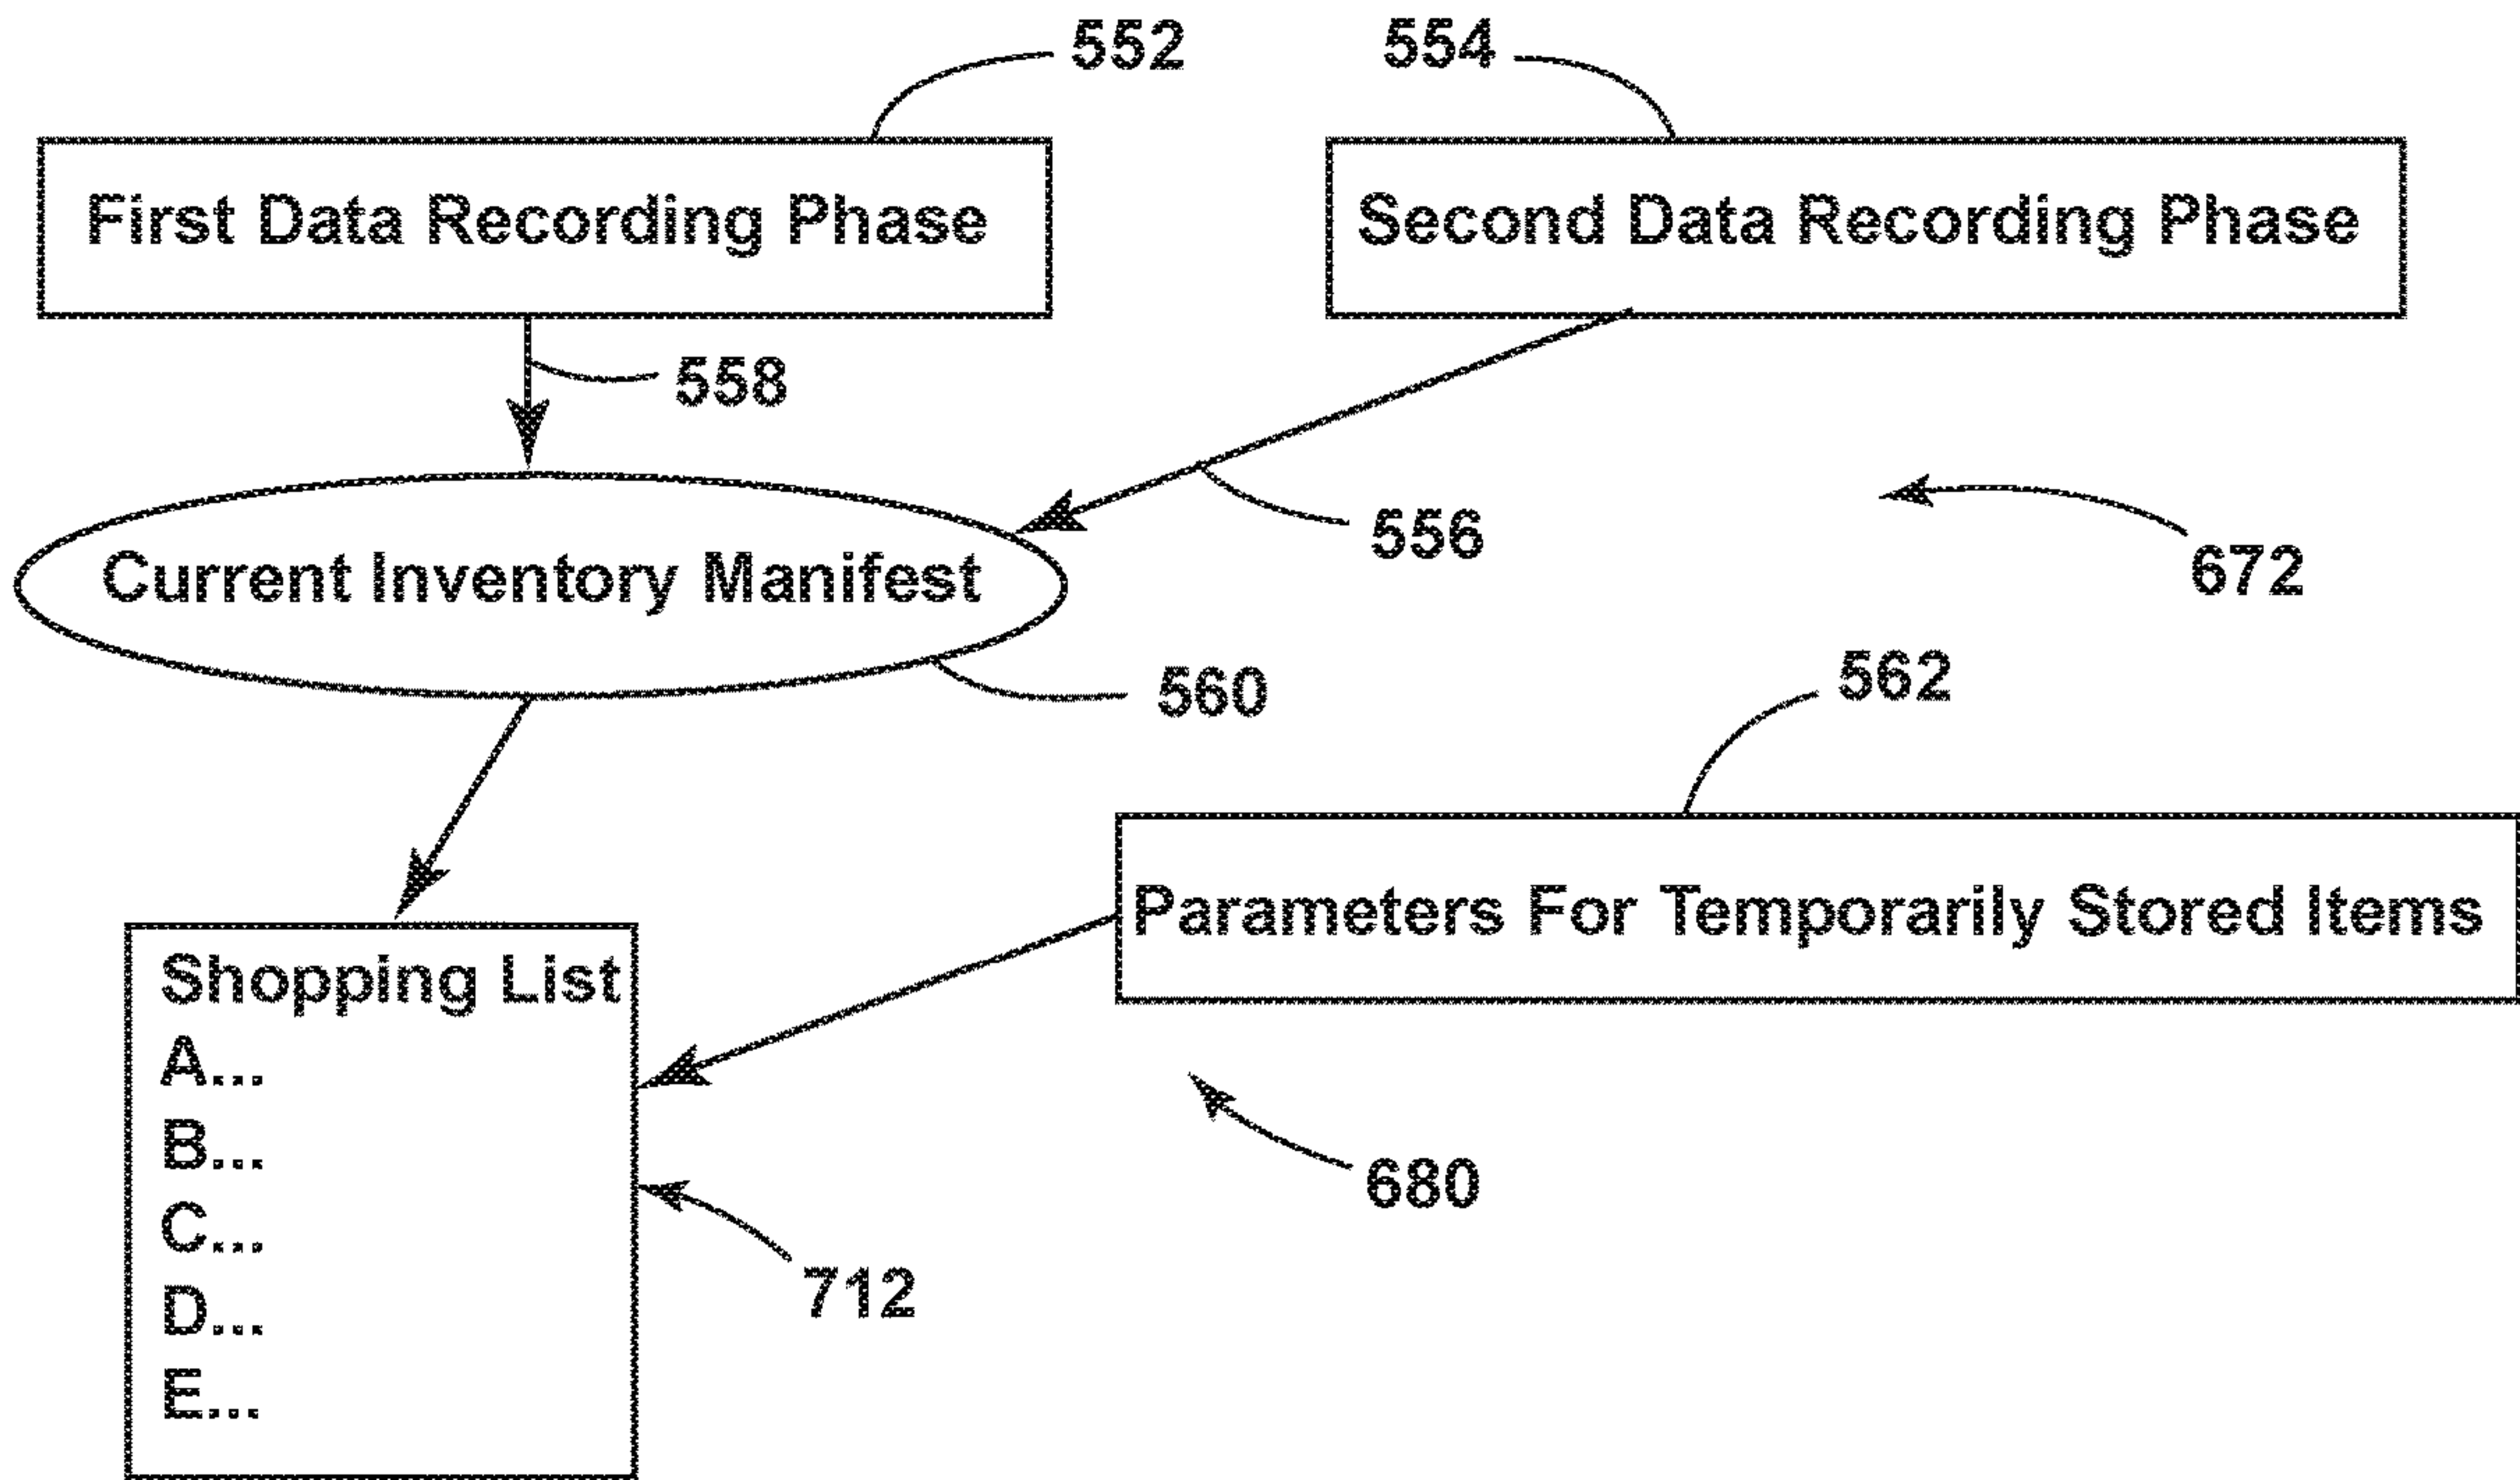 552
554
First Data Recording Phase
Second Data Recording Phase
558
556
672
Current Inventory Manifest
560
562
Parameters For Temporarily Stored Items
Shopping List
A...
B...
C...
D...
E...
680
712